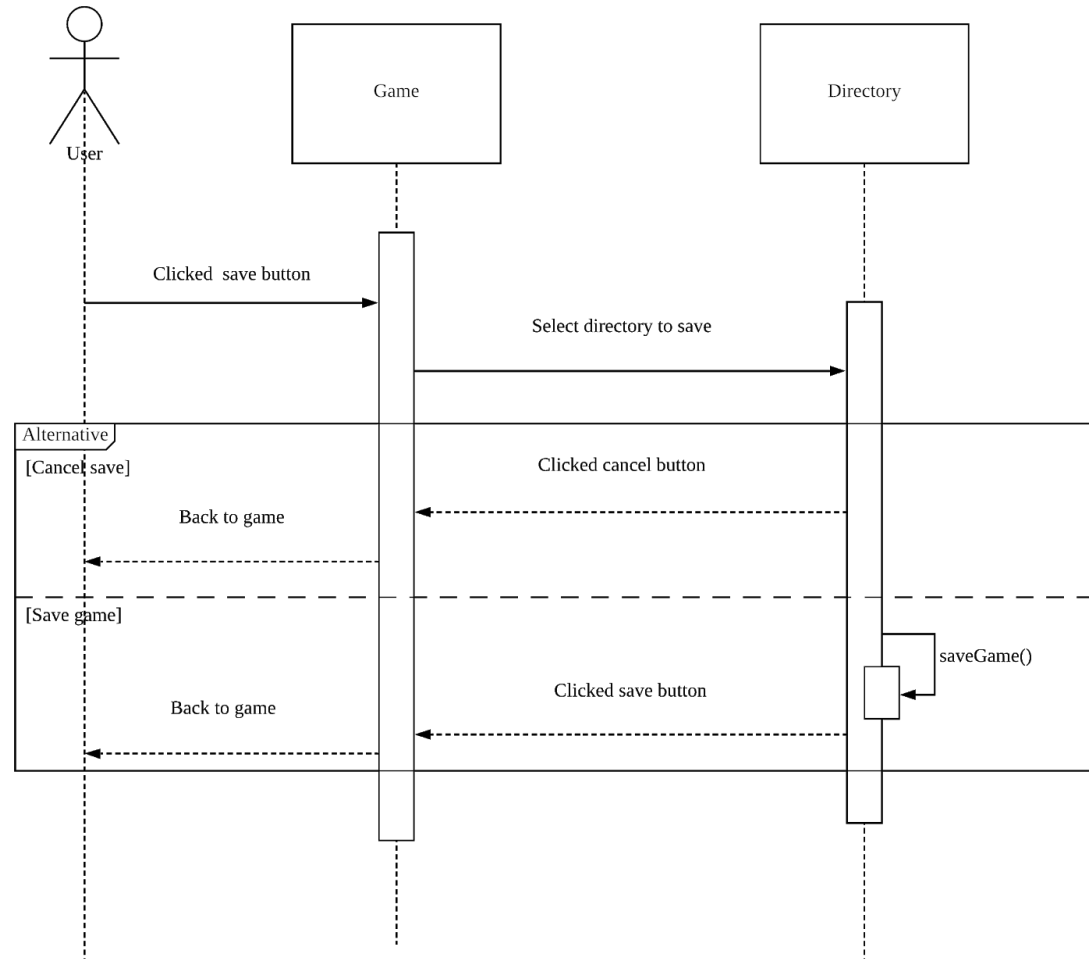 Game
Directory
User
Clicked  save button
Select directory to save
Alternative
[Cancel save]
Clicked cancel button
Back to game
[Save game]
saveGame()
Clicked save button
Back to game